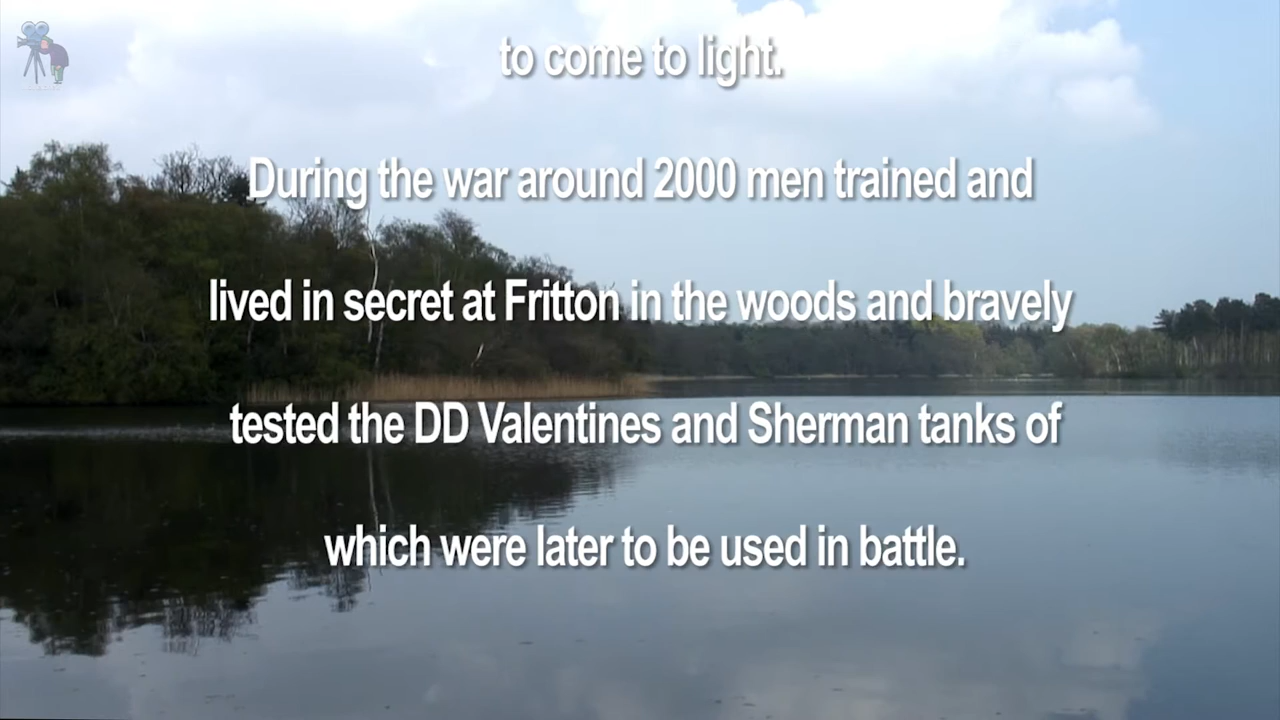 to come to light.
During the war around 2000 men trained and
lived in secret at Fritton in the woods and bravely
tested the DD Valentines and Sherman tanks of
which were later to be used in battle.